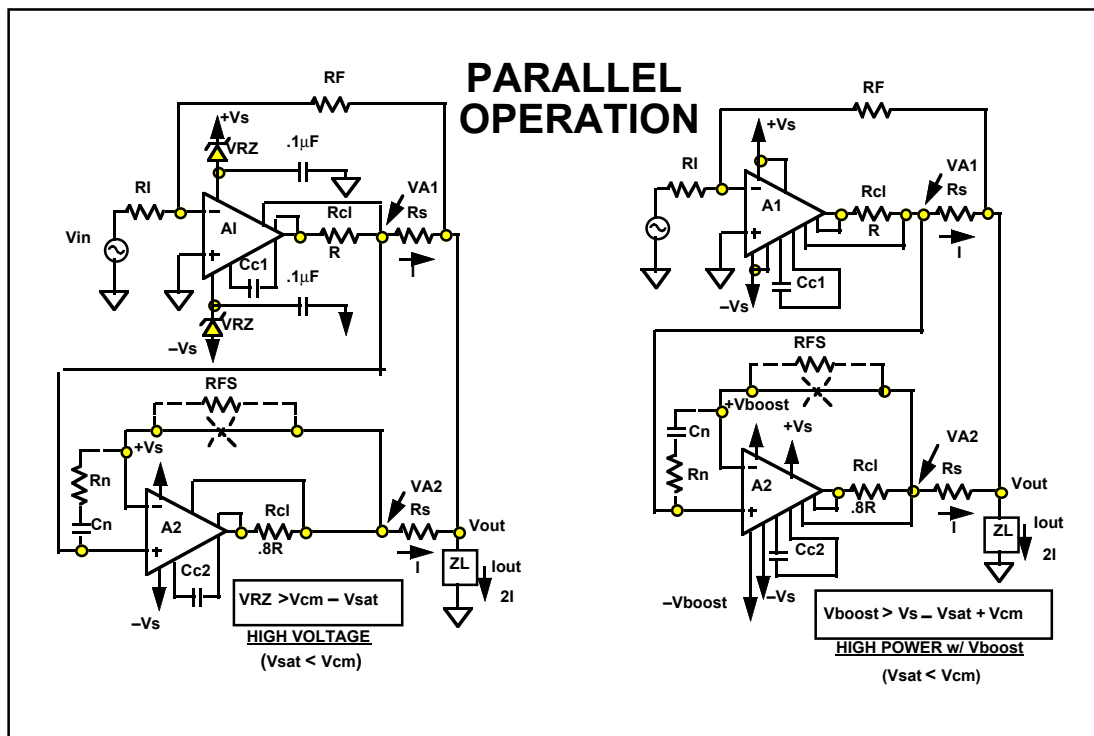 PARALLEL
OPERATION
RF
+Vs
VRZ
.1µF
RI
Vin
AI
Rcl
R
VA1
Rs
I
Cc1
.1µF
VRZ
–Vs
RFS
+Vs
Rn
Cn
A2
Rcl
.8R
VA2
Rs
I
Vout
Cc2
–Vs
ZL
Iout
2I
VRZ >Vcm – Vsat
HIGH VOLTAGE
(Vsat < Vcm)
RF
+Vs
RI
A1
Rcl
R
VA1
Rs
I
Cc1
–Vs
RFS
+Vboost
+Vs
Cn
Rn
A2
Rcl
.8R
VA2
Rs
I
Vout
Cc2
–Vs
–Vboost
ZL
Iout
2I
Vboost > Vs – Vsat + Vcm
HIGH POWER w/ Vboost
(Vsat < Vcm)